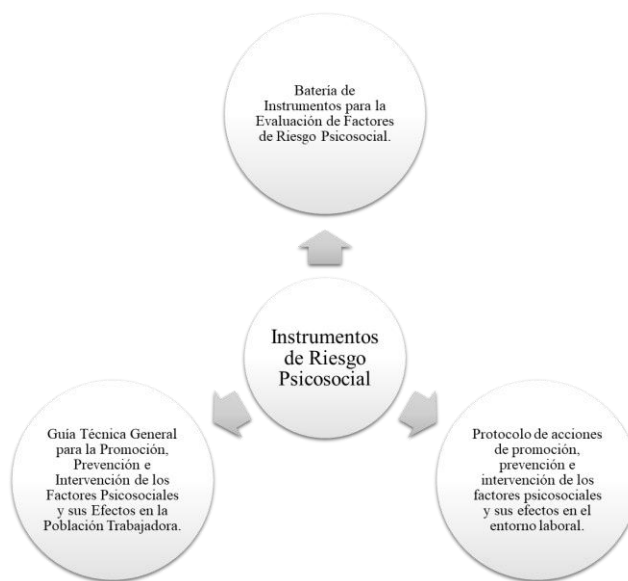 Batería de
Instrumentos para la
Evaluación de Factores
de Riesgo Psicosocial.
Instrumentos
de Riesgo
Psicosocial
Guía Técnica General
para la Promoción,
Prevención e
Intervención de los
Factores Psicosociales
y sus Efectos en la
Población Trabajadora.
Protocolo de acciones
de promoción,
prevención e
intervención de los
factores psicosociales
y sus efectos en el
entorno laboral.